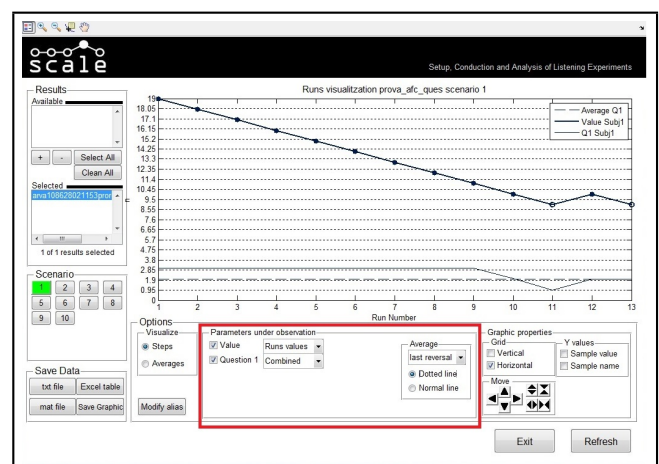 scale
Setup, Conduction and Analysis of Listening Experiments
Results
Available
+ - Select All
Clean All
Selected
1 of 1 results selected
Scenario
1 2 3 4
5 6 7 8
9 10
Save Data
txt file Excel table
mat file Save Graphic
Runs visualitzation prova_afc_ques scenario 1
Average Q1
Value Subj1
Q1 Subj1
19
18.05
17.1
16.15
15.2
14.25
13.3
12.35
11.4
10.45
9.5
8.55
7.6
6.65
5.7
4.75
3.8
2.85
1.9
0.95
0
1 2 3 4 5 6 7 8 9 10 11 12 13
Run Number
Options
Visualize
Steps
Averages
Modify alias
Parameters under observation
Value Runs values
Question 1 Combined
Average
last reversal
Dotted line
Normal line
Graphic properties
Grid
Vertical
Horizontal
Y values
Sample value
Sample name
Move
Exit Refresh